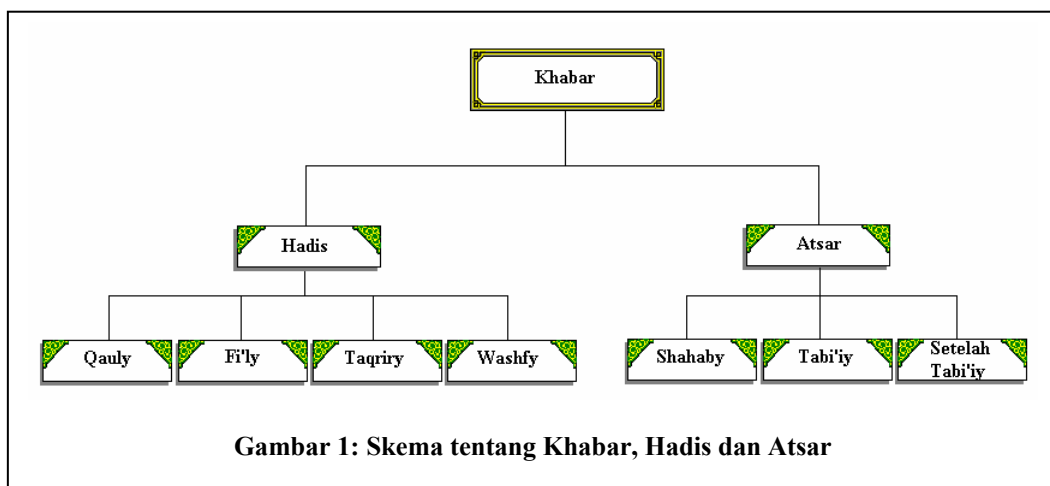 Khabar
Hadis
Atsar
Qauly
Fi'ly
Taqriry
Washfy
Shahaby
Tabi'iy
Setelah
Tabi'iy
Gambar 1: Skema tentang Khabar, Hadis dan Atsar